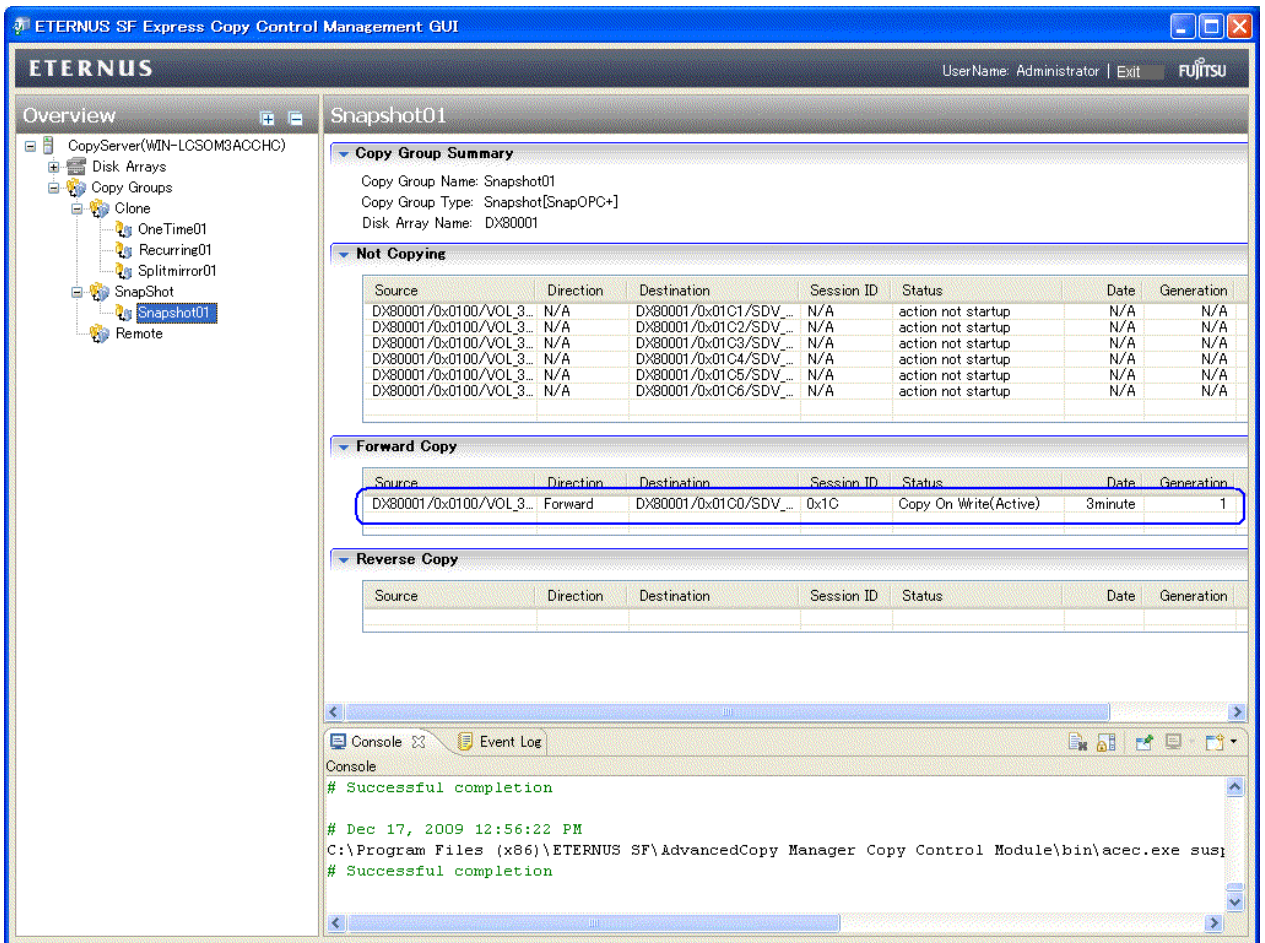 ETERNUS SF Express Copy Control Management GUI
ETERNUS
UserName: Administrator | Exit
FUJITSU
Overview
CopyServer(WIN-LCSOM3ACCHC)
Disk Arrays
Copy Groups
Clone
OneTime01
Recurring01
Splitmirror01
SnapShot
Snapshot01
Remote
Snapshot01
Copy Group Summary
Copy Group Name: Snapshot01
Copy Group Type: Snapshot[SnapOPC+]
Disk Array Name: DX80001
Not Copying
Source Direction Destination Session ID Status Date Generation
DX80001/0x0100/VOL_3... N/A DX80001/0x01C1/SDV_... N/A action not startup N/A N/A
DX80001/0x0100/VOL_3... N/A DX80001/0x01C2/SDV_... N/A action not startup N/A N/A
DX80001/0x0100/VOL_3... N/A DX80001/0x01C3/SDV_... N/A action not startup N/A N/A
DX80001/0x0100/VOL_3... N/A DX80001/0x01C4/SDV_... N/A action not startup N/A N/A
DX80001/0x0100/VOL_3... N/A DX80001/0x01C5/SDV_... N/A action not startup N/A N/A
DX80001/0x0100/VOL_3... N/A DX80001/0x01C6/SDV_... N/A action not startup N/A N/A
Forward Copy
Source Direction Destination Session ID Status Date Generation
DX80001/0x0100/VOL_3... Forward DX80001/0x01C0/SDV_... 0x1C Copy On Write(Active) 3minute 1
Reverse Copy
Source Direction Destination Session ID Status Date Generation
Console Event Log
Console
# Successful completion
# Dec 17, 2009 12:56:22 PM
C:\Program Files (x86)\ETERNUS SF\AdvancedCopy Manager Copy Control Module\bin\acec.exe susp
# Successful completion